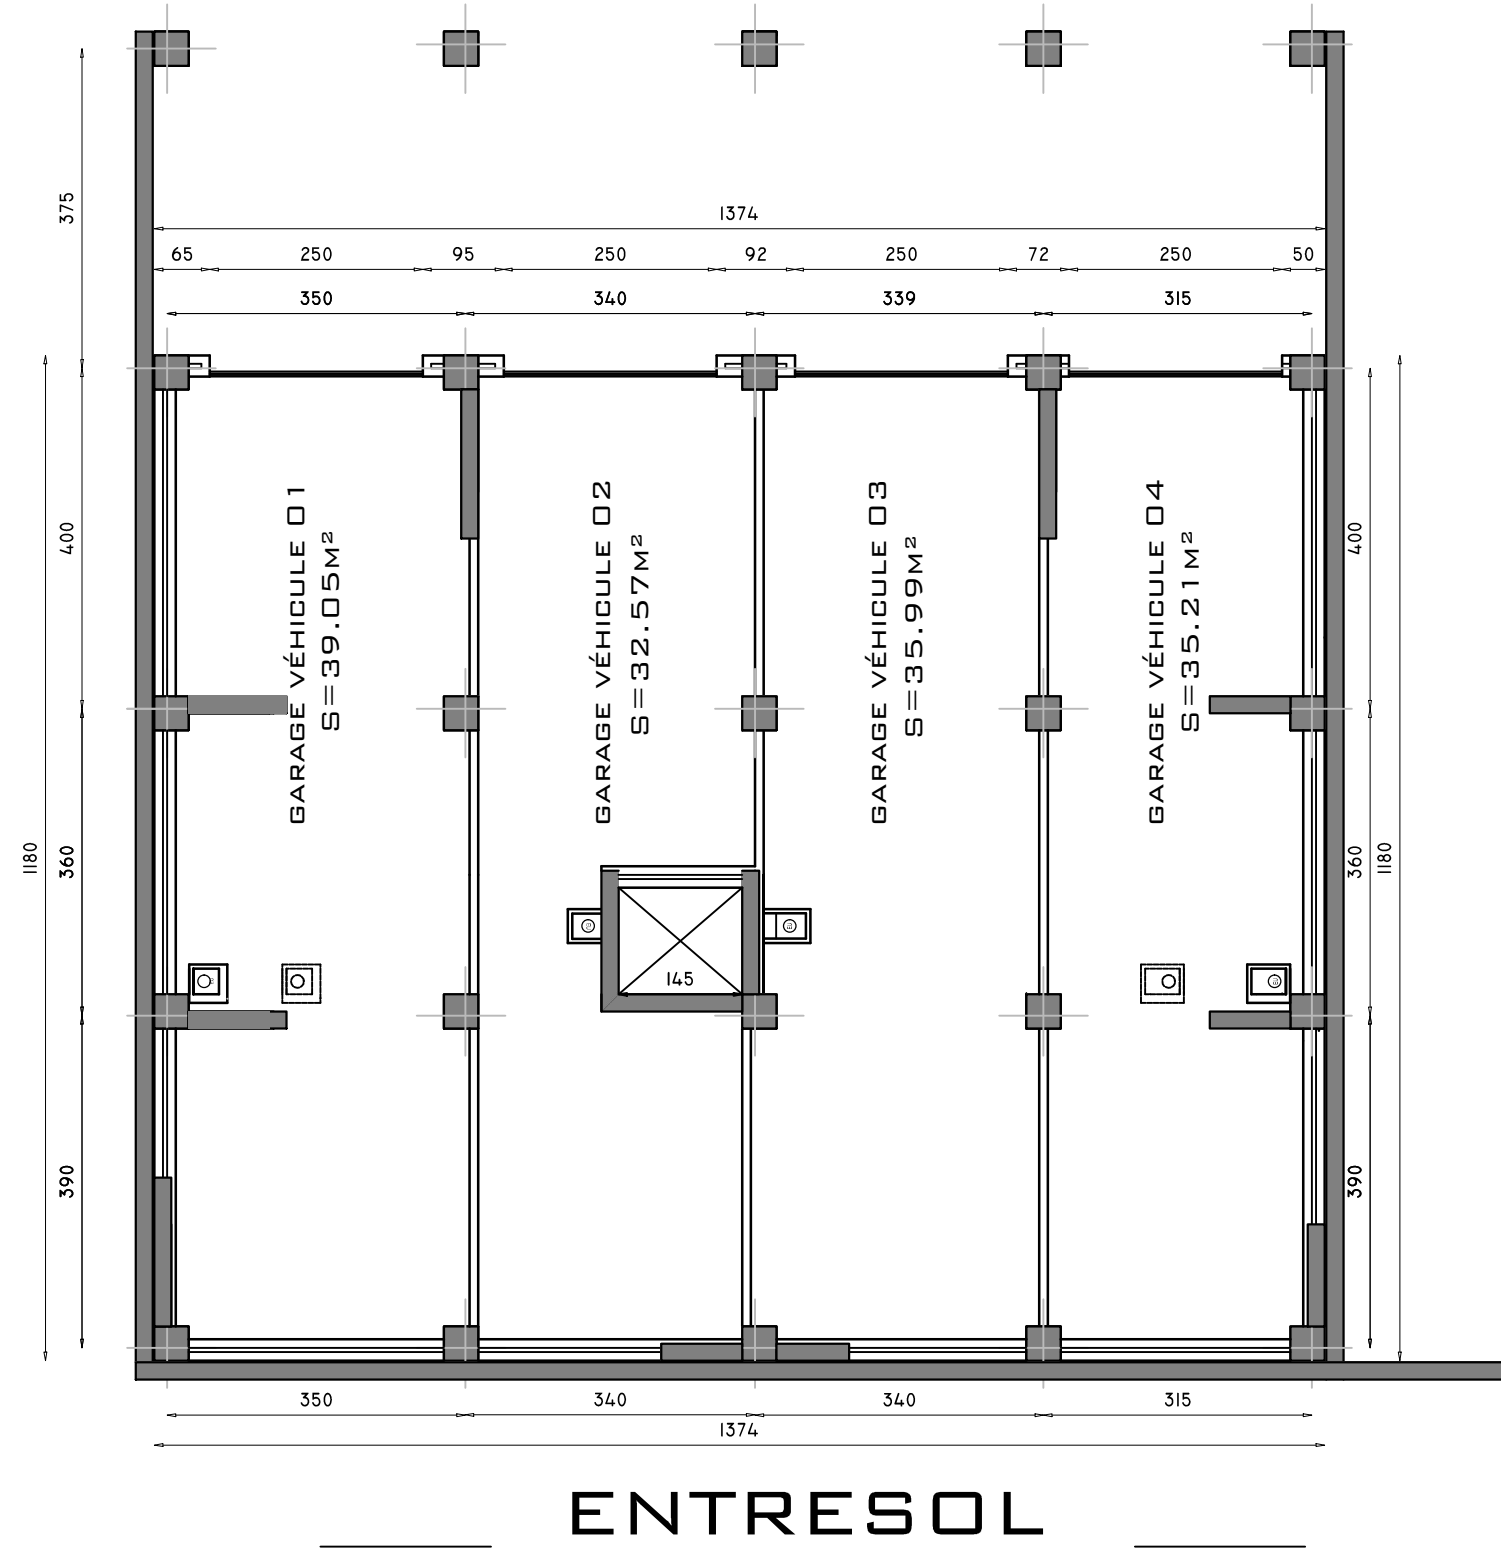 375
1374
65 250 95 250 92 250 72 250 50
350 340 339 315
400
400
GARAGE VÉHICULE 01
S=39.05M²
GARAGE VÉHICULE 02
S=32.57M²
GARAGE VÉHICULE 03
S=35.99M²
GARAGE VÉHICULE 04
S=35.21M²
1180
360
360
1180
145
390
390
350 340 340 315
1374
ENTRESOL